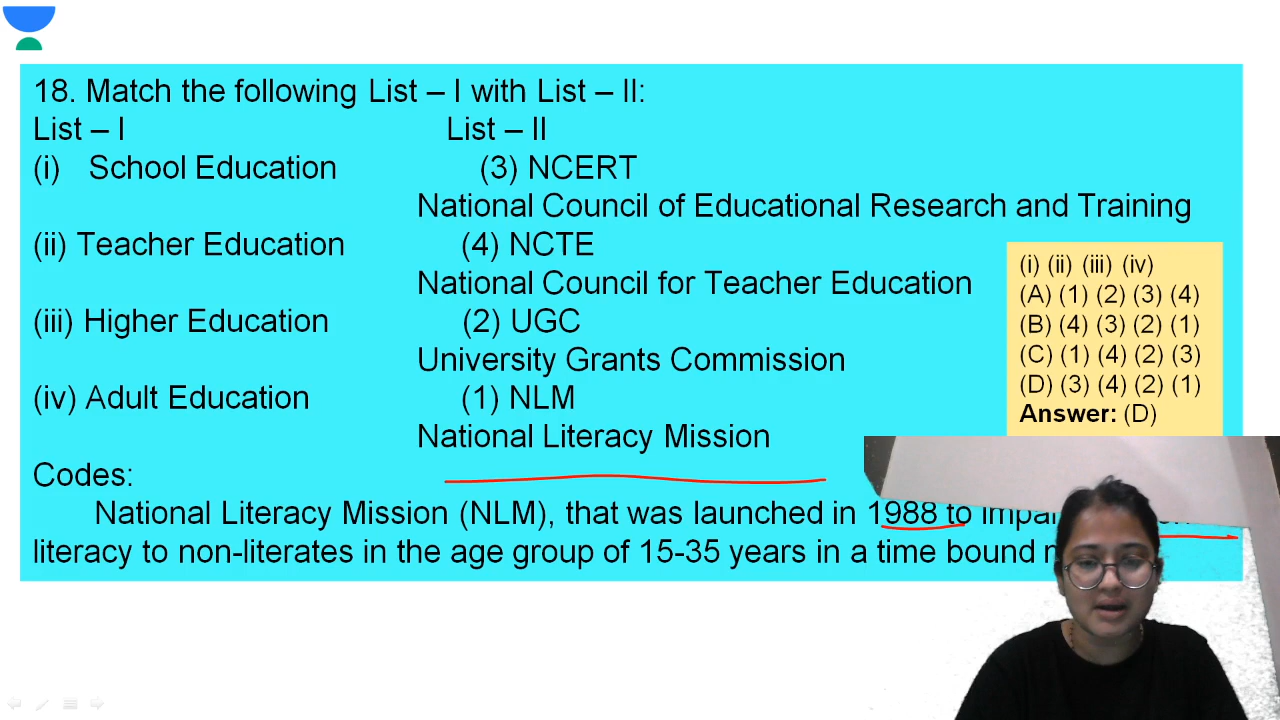 18. Match the following List – I with List – II:
List – I List – II
(i) School Education (3) NCERT
National Council of Educational Research and Training
(ii) Teacher Education (4) NCTE
National Council for Teacher Education
(iii) Higher Education (2) UGC
University Grants Commission
(iv) Adult Education (1) NLM
National Literacy Mission
Codes:
National Literacy Mission (NLM), that was launched in 1988 to
literacy to non-literates in the age group of 15-35 years in a time bound
(i) (ii) (iii) (iv)
(A) (1) (2) (3) (4)
(B) (4) (3) (2) (1)
(C) (1) (4) (2) (3)
(D) (3) (4) (2) (1)
Answer: (D)